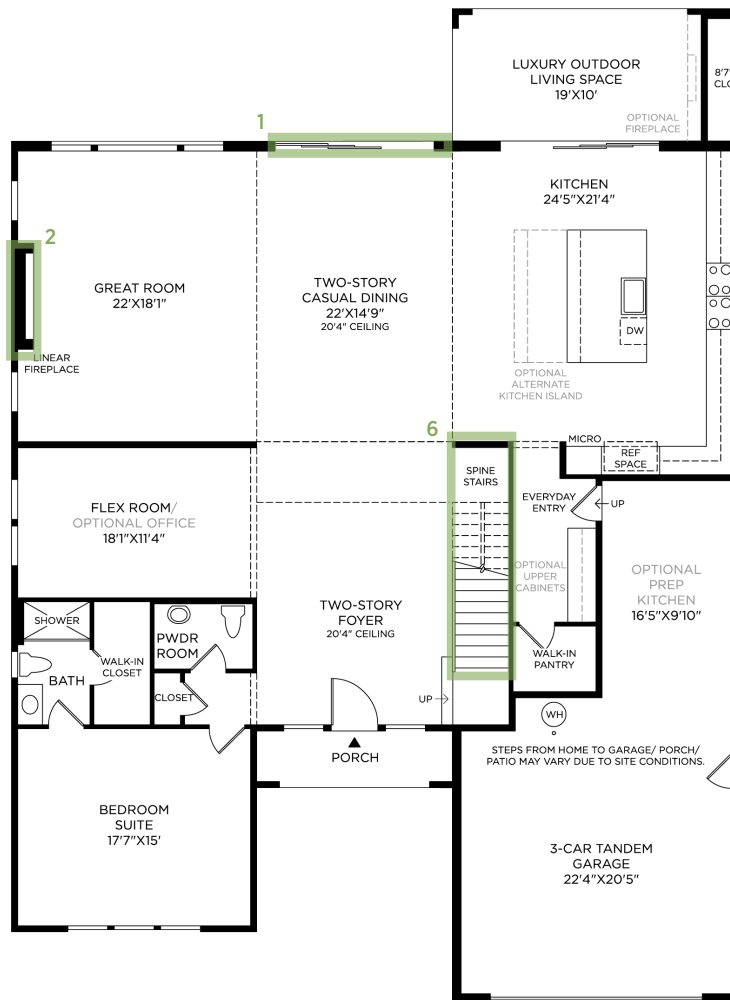 LUXURY OUTDOOR
LIVING SPACE
19'X10'
OPTIONAL
FIREPLACE
8'7"
1
KITCHEN
24'5"X21'4"
2
GREAT ROOM
22'X18'1"
TWO-STORY
CASUAL DINING
22'X14'9"
20'4" CEILING
DW
LINEAR
FIREPLACE
OPTIONAL
ALTERNATE
KITCHEN ISLAND
6
MICRO
REF
SPACE
SPINE
STAIRS
EVERYDAY
ENTRY
UP
FLEX ROOM/
OPTIONAL OFFICE
18'1"X11'4"
OPTIONAL
UPPER
CABINETS
OPTIONAL
PREP
KITCHEN
16'5"X9'10"
SHOWER
TWO-STORY
FOYER
20'4" CEILING
PWDR
ROOM
WALK-IN
CLOSET
BATH
WALK-IN
PANTRY
CLOSET
UP
WH
PORCH
STEPS FROM HOME TO GARAGE/ PORCH/
PATIO MAY VARY DUE TO SITE CONDITIONS.
BEDROOM
SUITE
17'7"X15'
3-CAR TANDEM
GARAGE
22'4"X20'5"